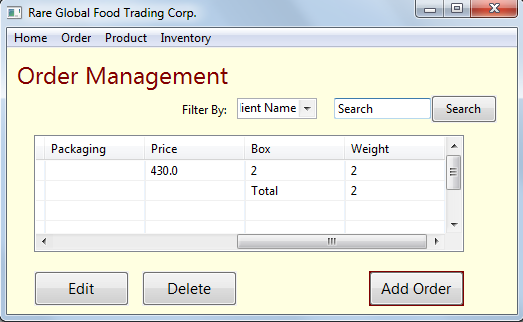 Rare Global Food Trading Corp.
Home Order Product Inventory
Order Management
Filter By: ient Name Search Search
Packaging Price Box Weight
430.0 2 2
Total 2
Edit Delete Add Order